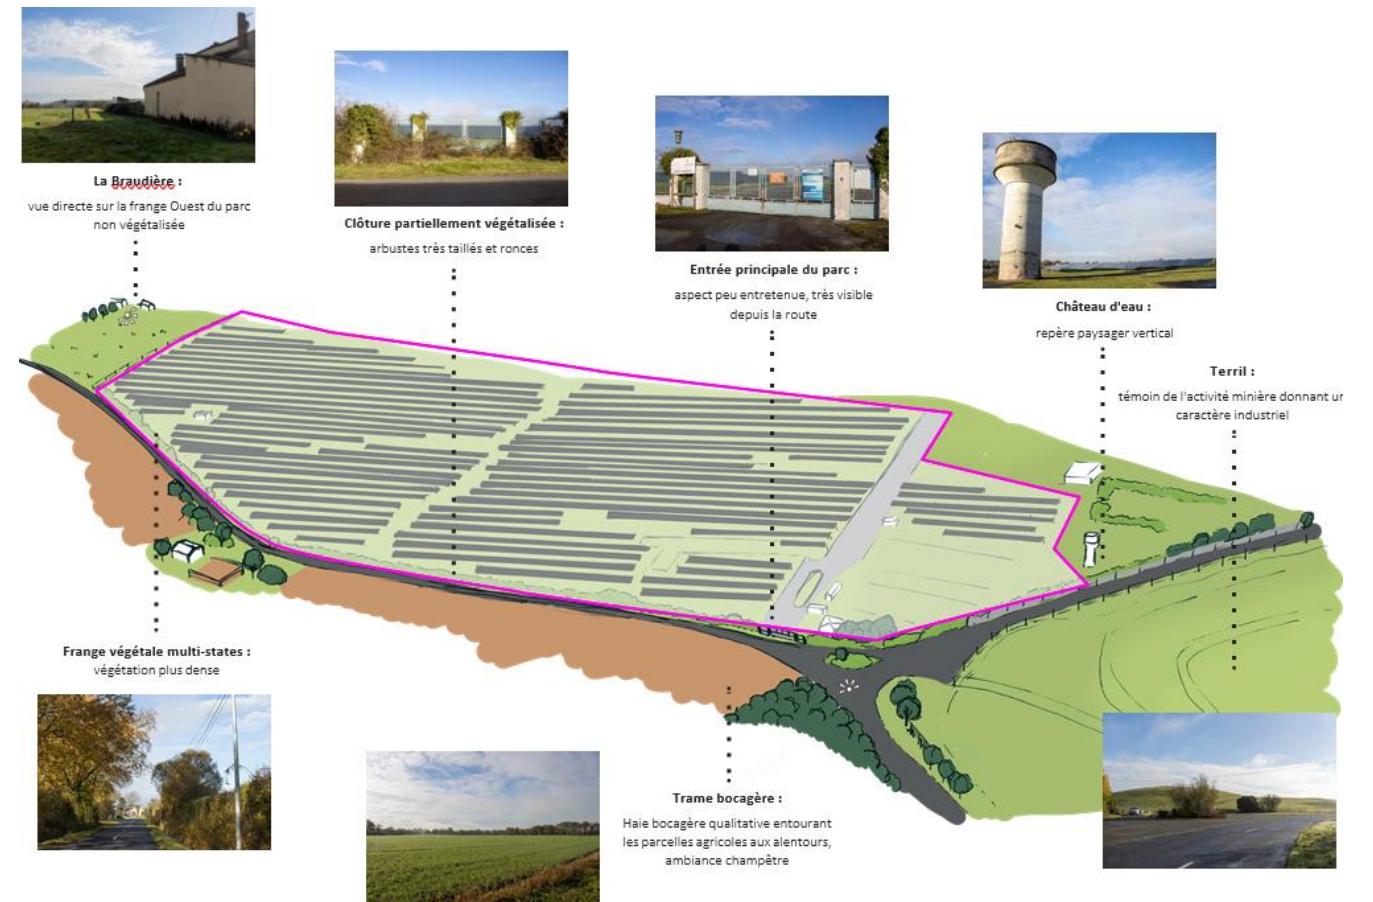 La Braudière :
vue directe sur la frange Ouest du parc
non végétalisée
Clôture partiellement végétalisée :
arbustes très taillés et ronces
Entrée principale du parc :
aspect peu entretenue, très visible
depuis la route
Château d'eau :
repère paysager vertical
Terril :
témoin de l'activité minière donnant un
caractère industriel
Frange végétale multi-states :
végétation plus dense
Trame bocagère :
Haie bocagère qualitative entourant
les parcelles agricoles aux alentours,
ambiance champêtre